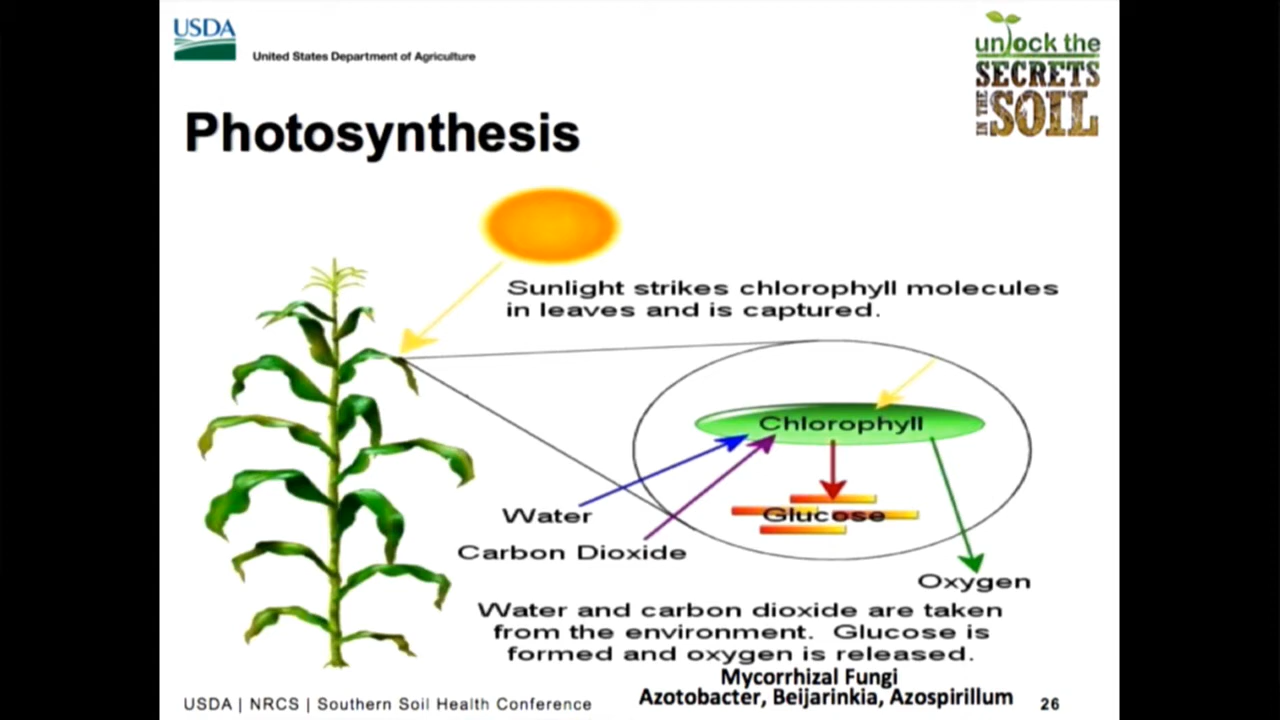 USDA
United States Department of Agriculture
unlock the
SECRETS
IN THE
SOIL
Photosynthesis
Sunlight strikes chlorophyll molecules
in leaves and is captured.
Chlorophyll
Water
Glucose
Carbon Dioxide
Oxygen
Water and carbon dioxide are taken
from the environment. Glucose is
formed and oxygen is released.
Mycorrhizal Fungi
Azotobacter, Beijarinkia, Azospirillum
USDA | NRCS | Southern Soil Health Conference
26